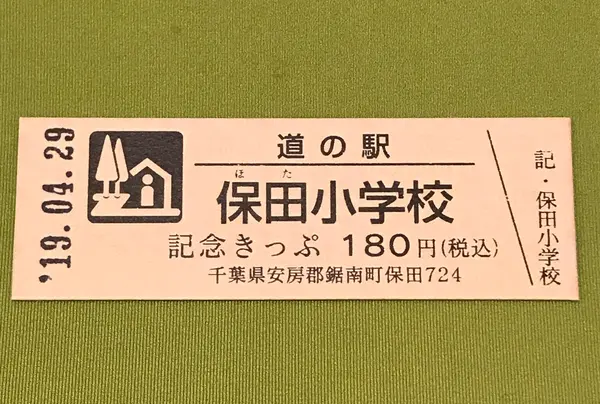 '19.04.29
道の駅
ほた
保田小学校
記念きっぷ 180円(税込)
千葉県安房郡鋸南町保田724
記・保田小学校